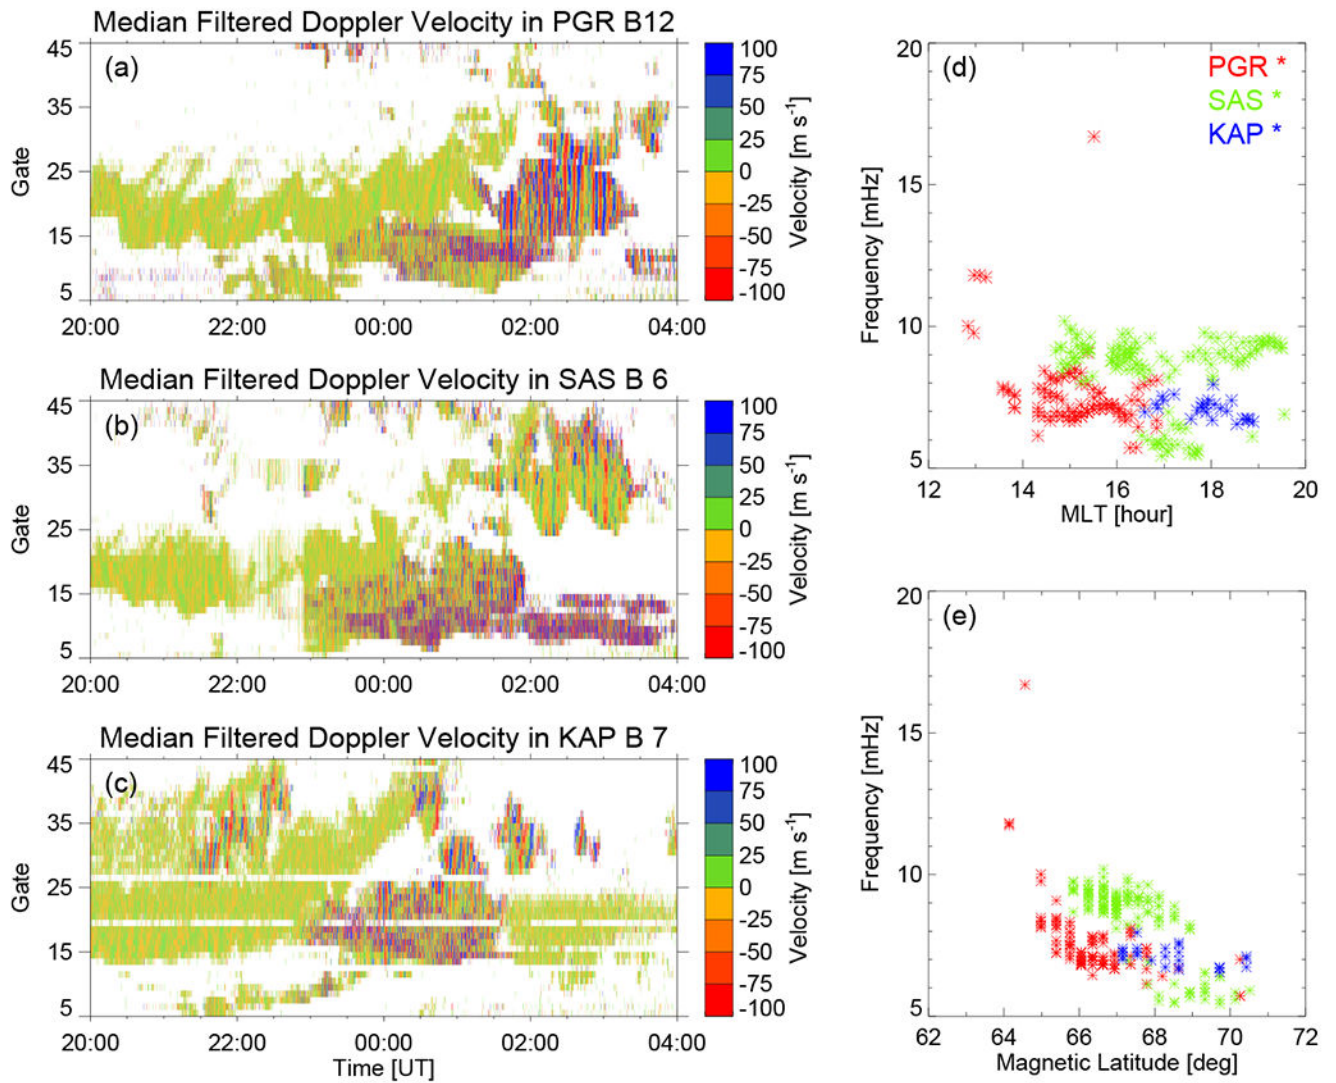 Median Filtered Doppler Velocity in PGR B12
(a)
45
35
25
15
5
Gate
20:00 22:00 00:00 02:00 04:00
100
75
50
25
0
-25
-50
-75
-100
Velocity [m s⁻¹]
Median Filtered Doppler Velocity in SAS B 6
(b)
45
35
25
15
5
Gate
20:00 22:00 00:00 02:00 04:00
100
75
50
25
0
-25
-50
-75
-100
Velocity [m s⁻¹]
Median Filtered Doppler Velocity in KAP B 7
(c)
45
35
25
15
5
Gate
20:00 22:00 00:00 02:00 04:00
Time [UT]
100
75
50
25
0
-25
-50
-75
-100
Velocity [m s⁻¹]
(d)
PGR *
SAS *
KAP *
20
15
10
5
Frequency [mHz]
12 14 16 18 20
MLT [hour]
(e)
20
15
10
5
Frequency [mHz]
62 64 66 68 70 72
Magnetic Latitude [deg]